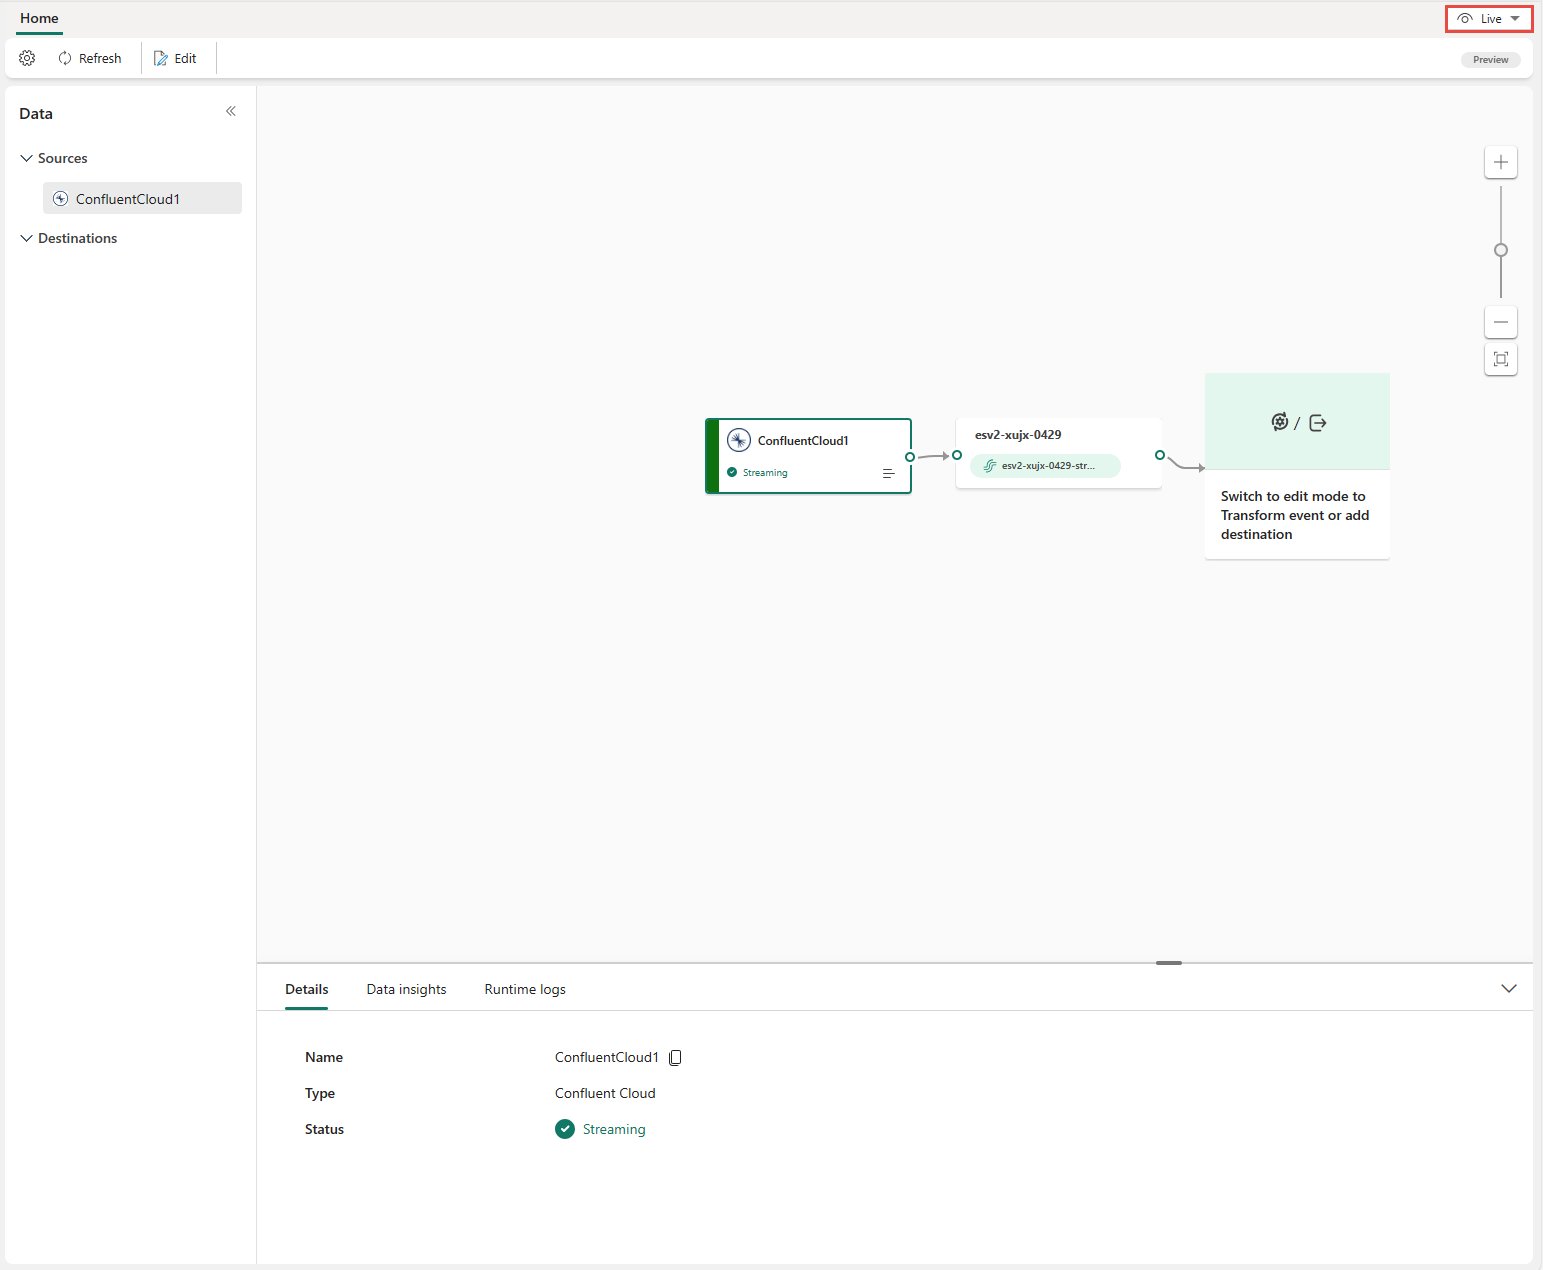 Home
Live
Refresh
Edit
Preview
Data
Sources
ConfluentCloud1
Destinations
ConfluentCloud1
Streaming
esv2-xujx-0429
esv2-xujx-0429-str...
/
Switch to edit mode to
Transform event or add
destination
Details
Data insights
Runtime logs
Name
ConfluentCloud1
Type
Confluent Cloud
Status
Streaming